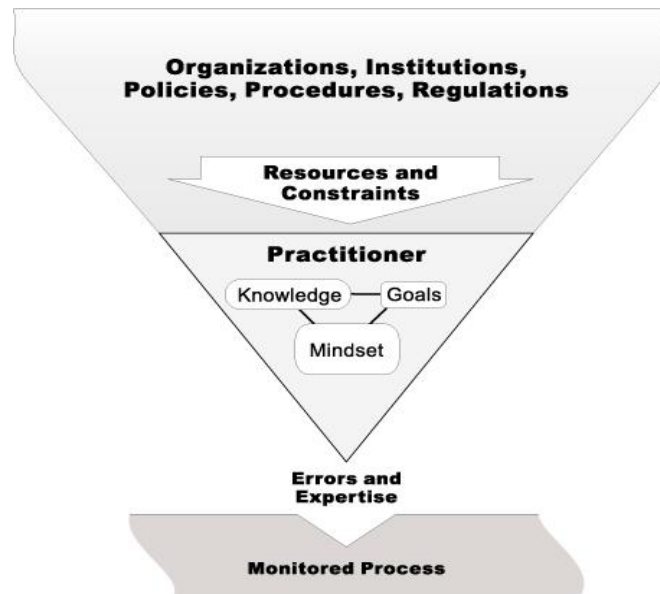 Organizations, Institutions,
Policies, Procedures, Regulations
Resources and
Constraints
Practitioner
Knowledge
Goals
Mindset
Errors and
Expertise
Monitored Process